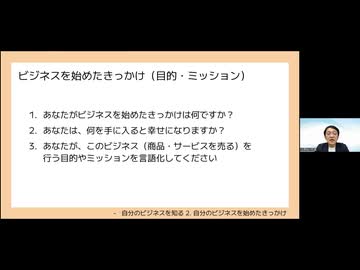 ビジネスを始めたきっかけ（目的・ミッション）
1. あなたがビジネスを始めたきっかけは何ですか？
2. あなたは、何を手に入ると幸せになりますか？
3. あなたが、このビジネス（商品・サービスを売る）を
行う目的やミッションを言語化してください
- 自分のビジネスを知る 2. 自分のビジネスを始めたきっかけ